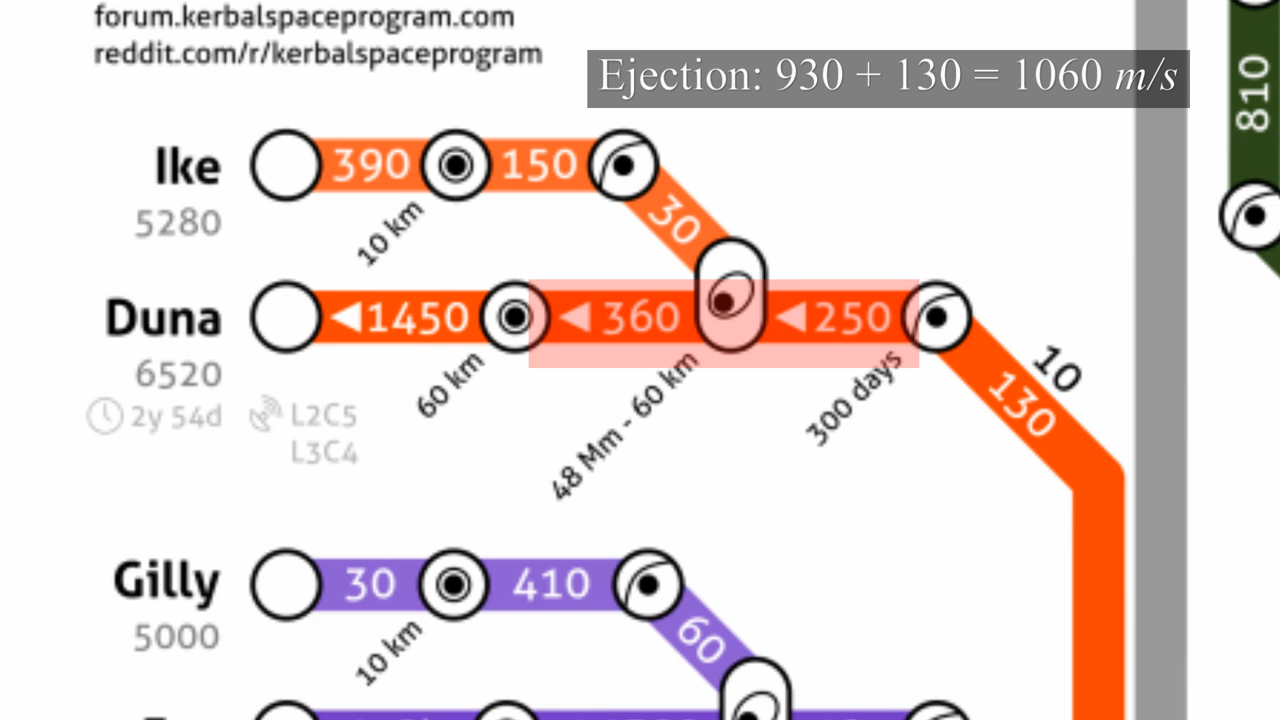 forum.kerbalspaceprogram.com
reddit.com/r/kerbalspaceprogram
Ejection: 930 + 130 = 1060 m/s
810
Ike
390
150
5280
10 km
30
Duna
1450
360
250
6520
60 km
48 Mm - 60 km
300 days
10
130
2y 54d
L2C5
L3C4
Gilly
30
410
5000
10 km
60